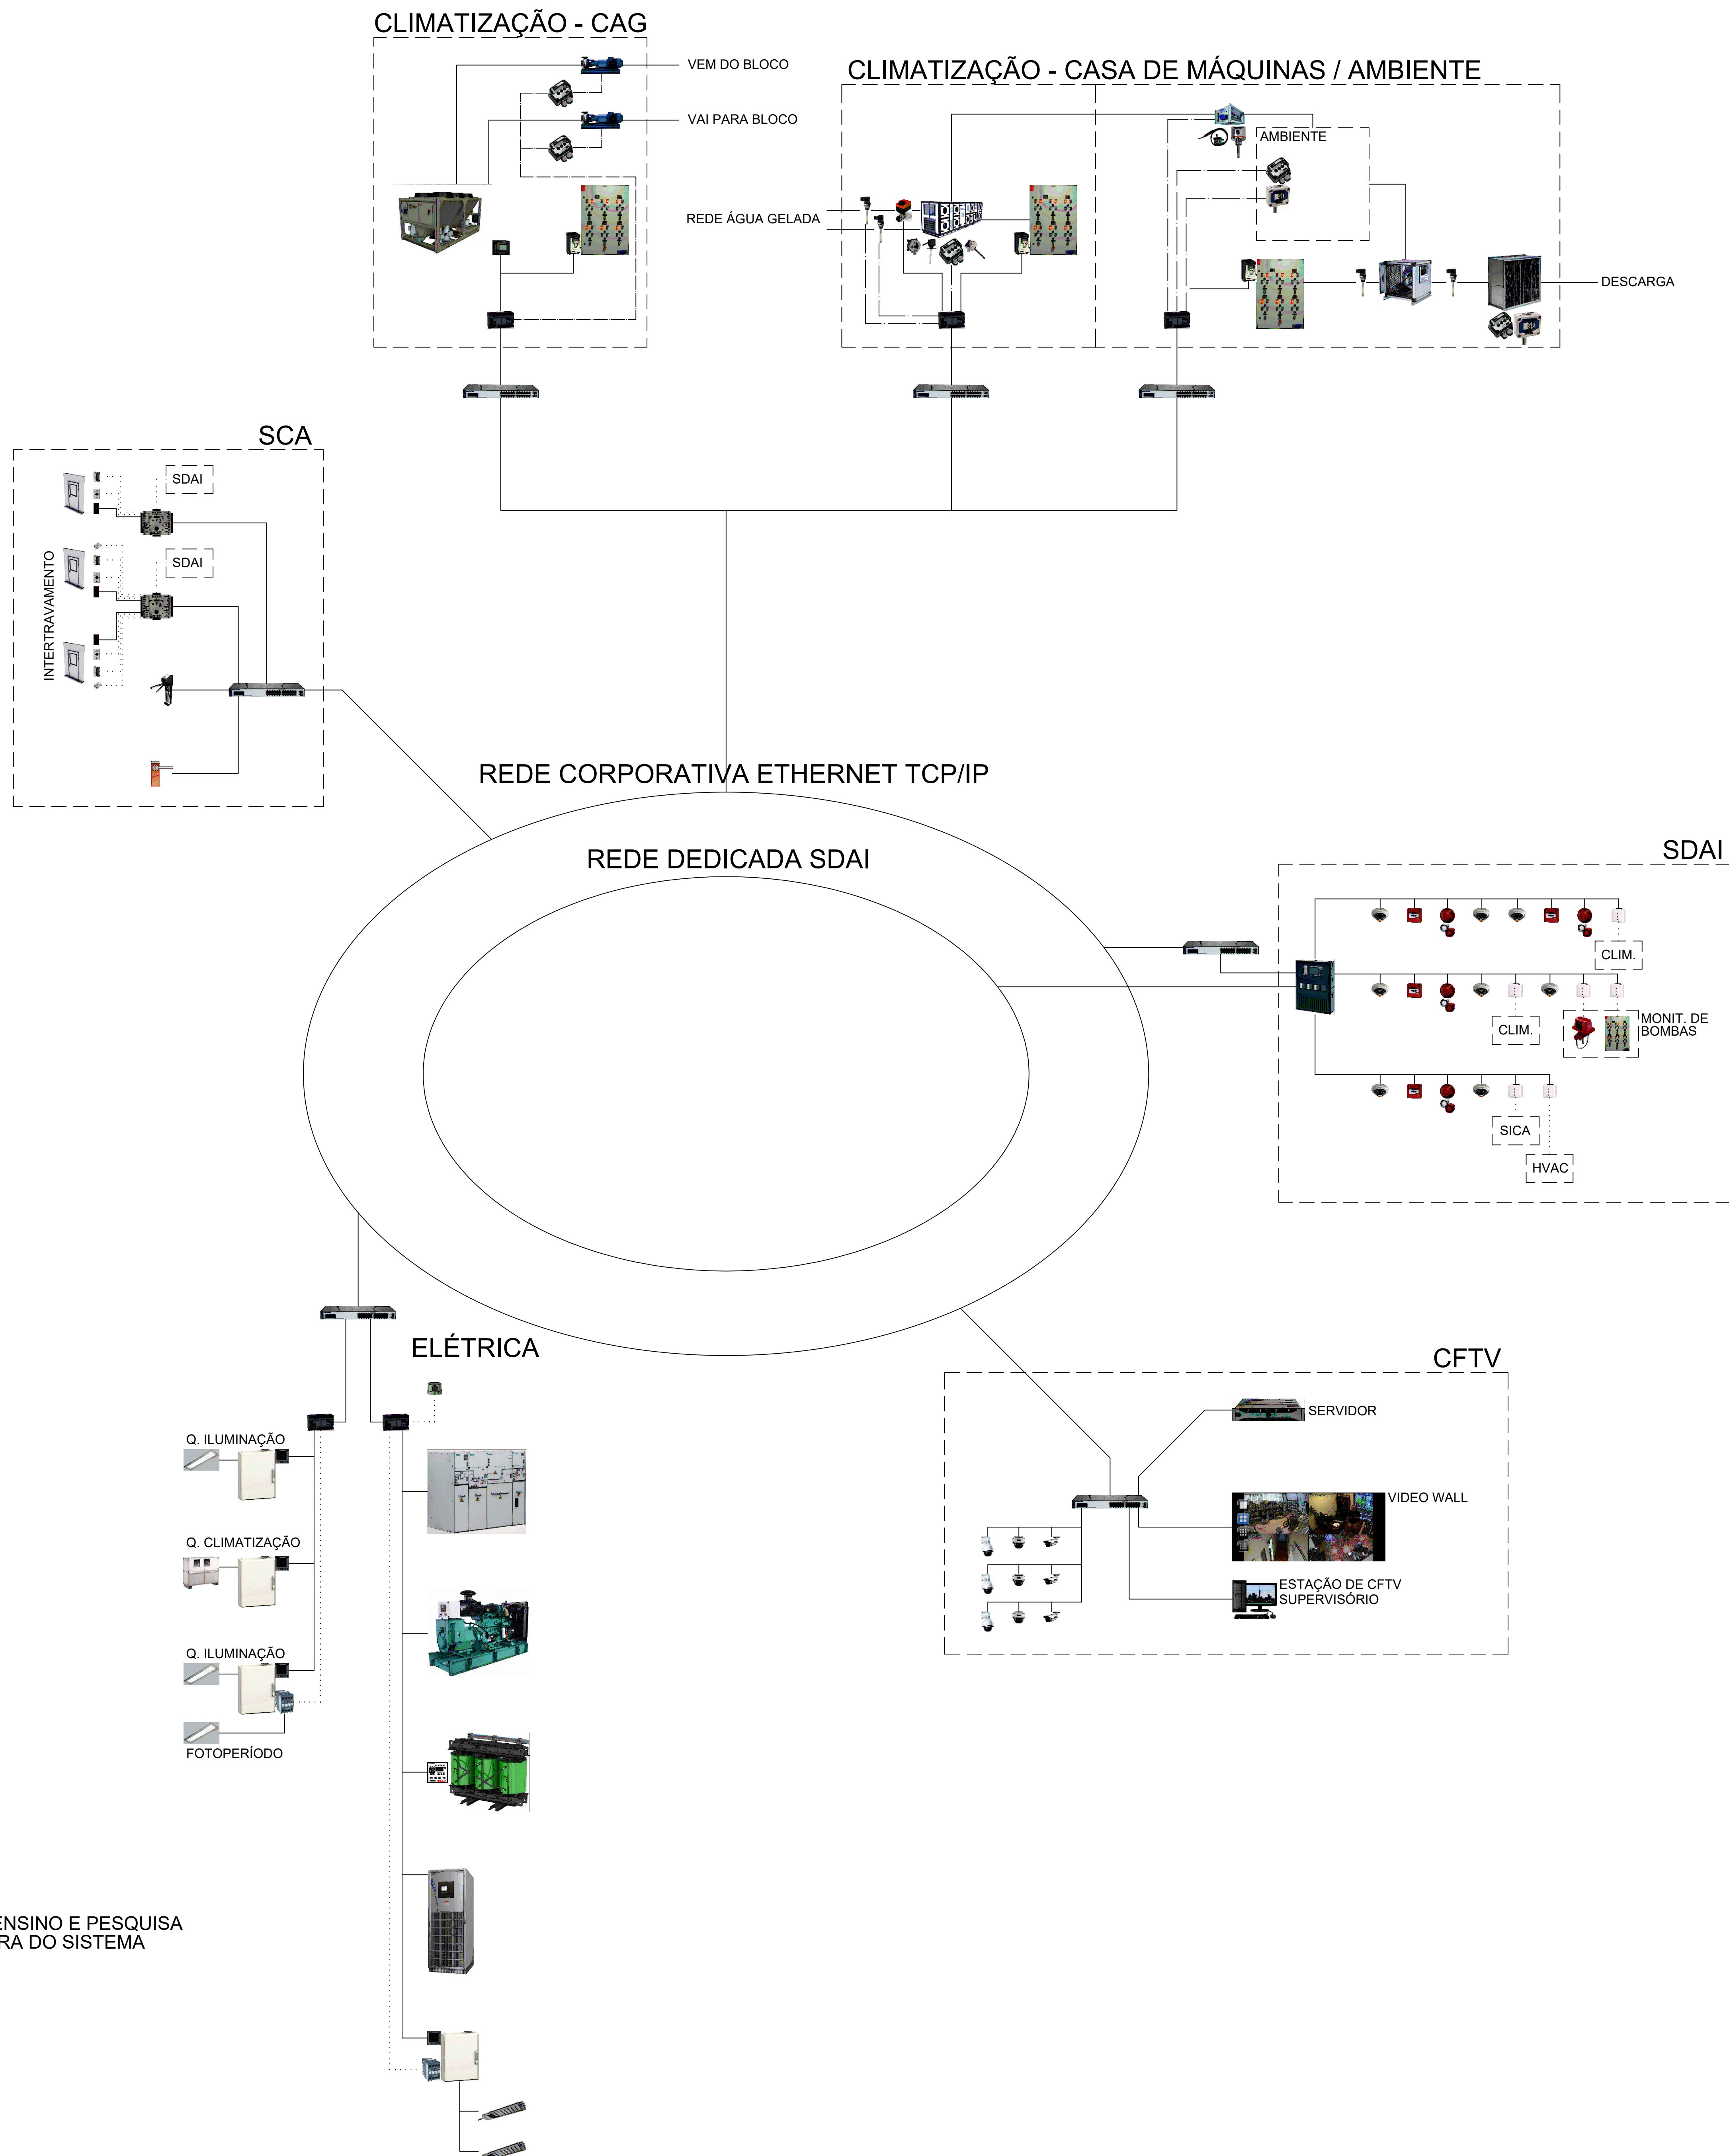 CLIMATIZAÇÃO - CAG
VEM DO BLOCO
VAI PARA BLOCO
CLIMATIZAÇÃO - CASA DE MÁQUINAS / AMBIENTE
AMBIENTE
REDE ÁGUA GELADA
DESCARGA
SCA
SDAI
SDAI
INTERTRAVAMENTO
REDE CORPORATIVA ETHERNET TCP/IP
REDE DEDICADA SDAI
SDAI
CLIM.
CLIM.
MONIT. DE
BOMBAS
SICA
HVAC
ELÉTRICA
Q. ILUMINAÇÃO
Q. CLIMATIZAÇÃO
Q. ILUMINAÇÃO
FOTOPERÍODO
CFTV
SERVIDOR
VIDEO WALL
ESTAÇÃO DE CFTV
SUPERVISÓRIO
ENSINO E PESQUISA
RA DO SISTEMA